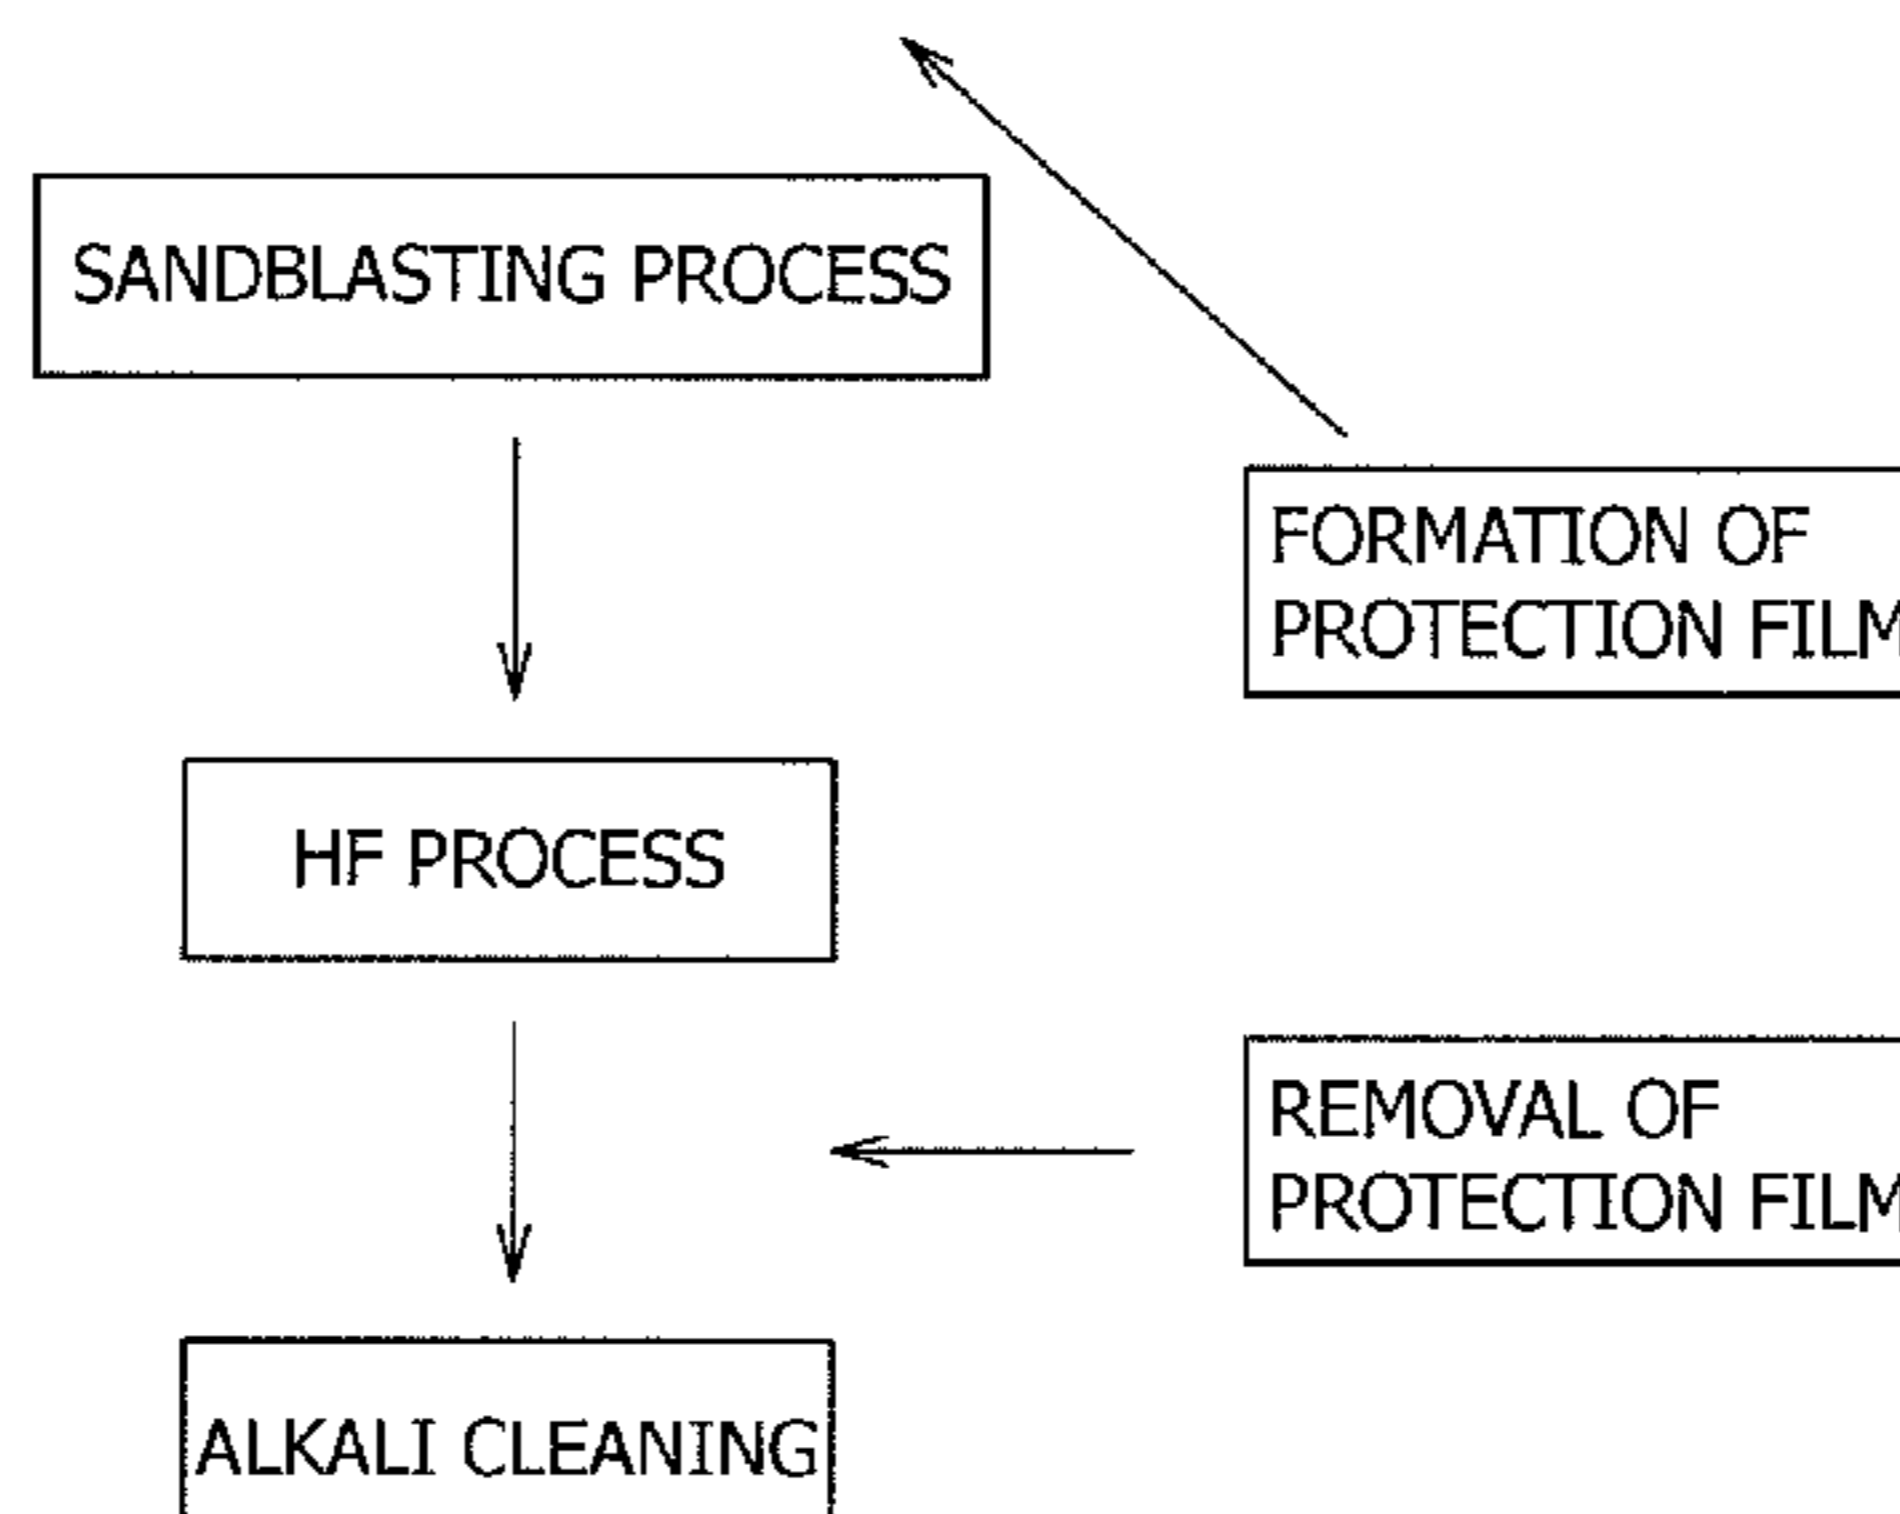 SANDBLASTING PROCESS
FORMATION OF
PROTECTION FILM
HF PROCESS
REMOVAL OF
PROTECTION FILM
ALKALI CLEANING